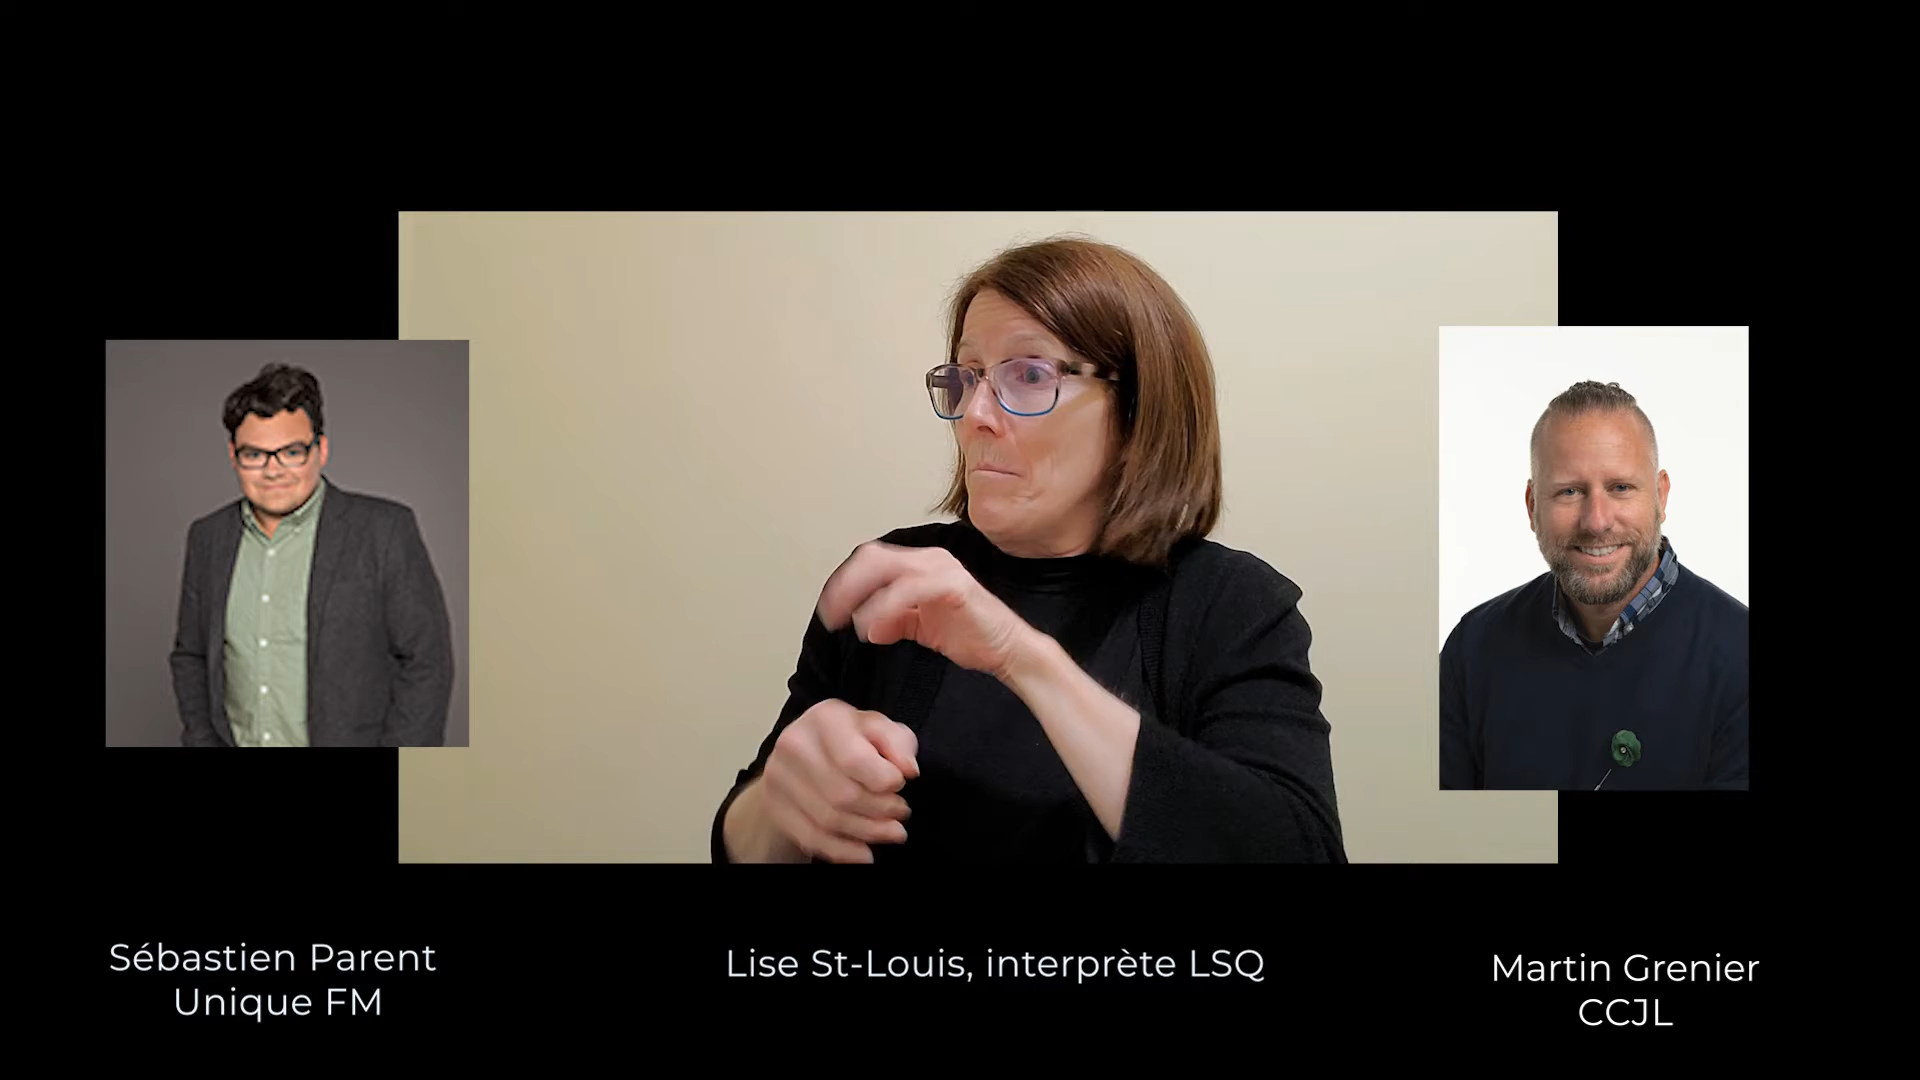 Sébastien Parent
Unique FM
Lise St-Louis, interprète LSQ
Martin Grenier
CCJL